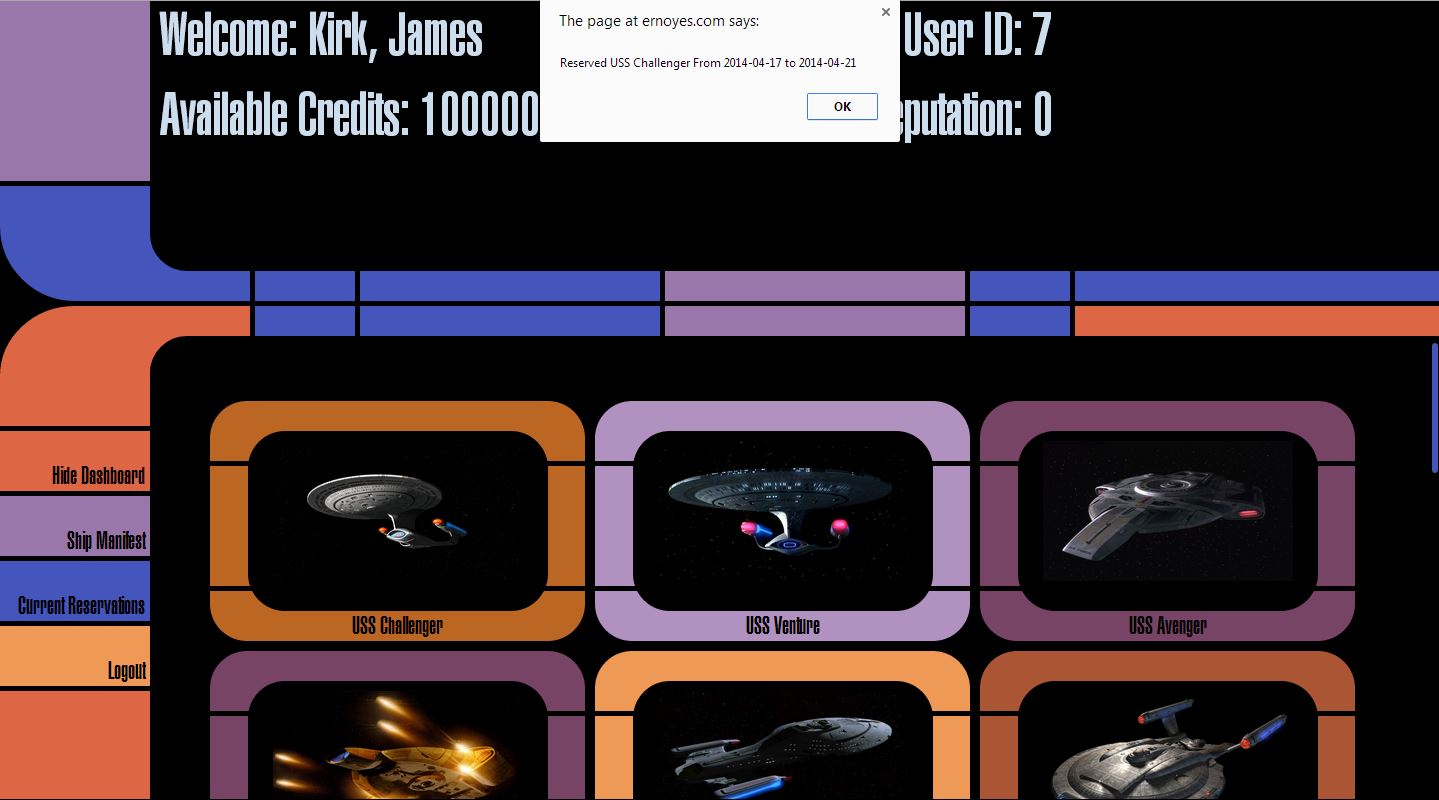 Welcome: Kirk, James
User ID: 7
Available Credits: 100000
eputation: 0
The page at ernoyes.com says:
Reserved USS Challenger From 2014-04-17 to 2014-04-21
OK
Hide Dashboard
Ship Manifest
Current Reservations
Logout
USS Challenger
USS Venture
USS Avenger